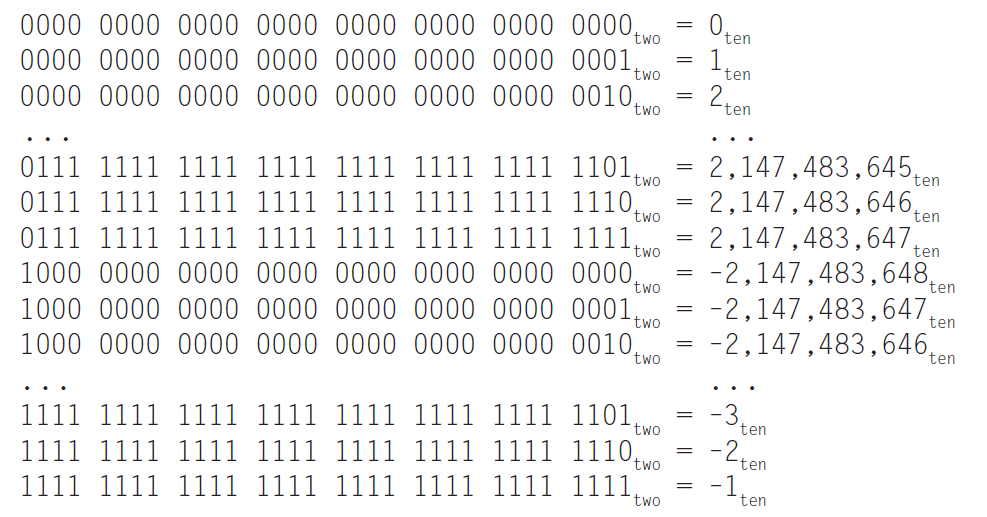 0000 0000 0000 0000 0000 0000 0000 0000two = 0ten
0000 0000 0000 0000 0000 0000 0000 0001two = 1ten
0000 0000 0000 0000 0000 0000 0000 0010two = 2ten
... ...
0111 1111 1111 1111 1111 1111 1111 1101two = 2,147,483,645ten
0111 1111 1111 1111 1111 1111 1111 1110two = 2,147,483,646ten
0111 1111 1111 1111 1111 1111 1111 1111two = 2,147,483,647ten
1000 0000 0000 0000 0000 0000 0000 0000two = -2,147,483,648ten
1000 0000 0000 0000 0000 0000 0000 0001two = -2,147,483,647ten
1000 0000 0000 0000 0000 0000 0000 0010two = -2,147,483,646ten
... ...
1111 1111 1111 1111 1111 1111 1111 1101two = -3ten
1111 1111 1111 1111 1111 1111 1111 1110two = -2ten
1111 1111 1111 1111 1111 1111 1111 1111two = -1ten